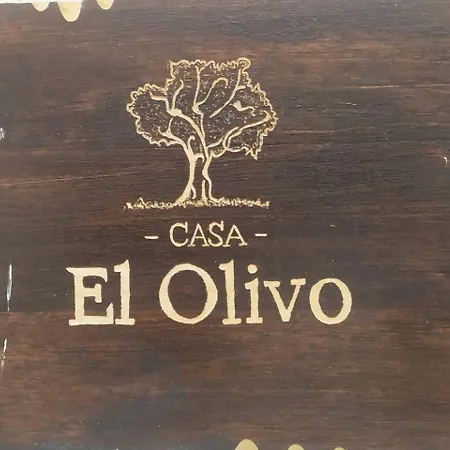 - CASA -
El Olivo